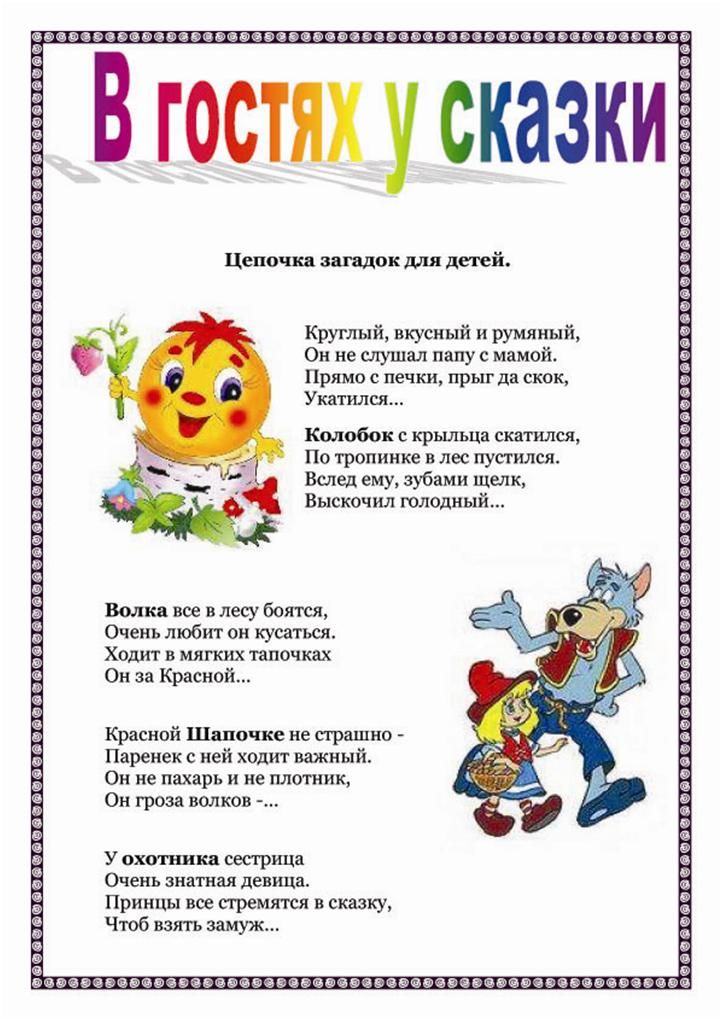 В гостях у сказки
Цепочка загадок для детей.
Круглый, вкусный и румяный,
Он не слушал папу с мамой.
Прямо с печки, прыг да скок,
Укатился...
Колобок с крыльца скатился,
По тропинке в лес пустился.
Вслед ему, зубами щелк,
Выскочил голодный...
Волка все в лесу боятся,
Очень любит он кусаться.
Ходит в мягких тапочках
Он за Красной...
Красной Шапочке не страшно -
Паренек с ней ходит важный.
Он не пахарь и не плотник,
Он гроза волков -...
У охотника сестрица
Очень знатная девица.
Принцы все стремятся в сказку,
Чтоб взять замуж...